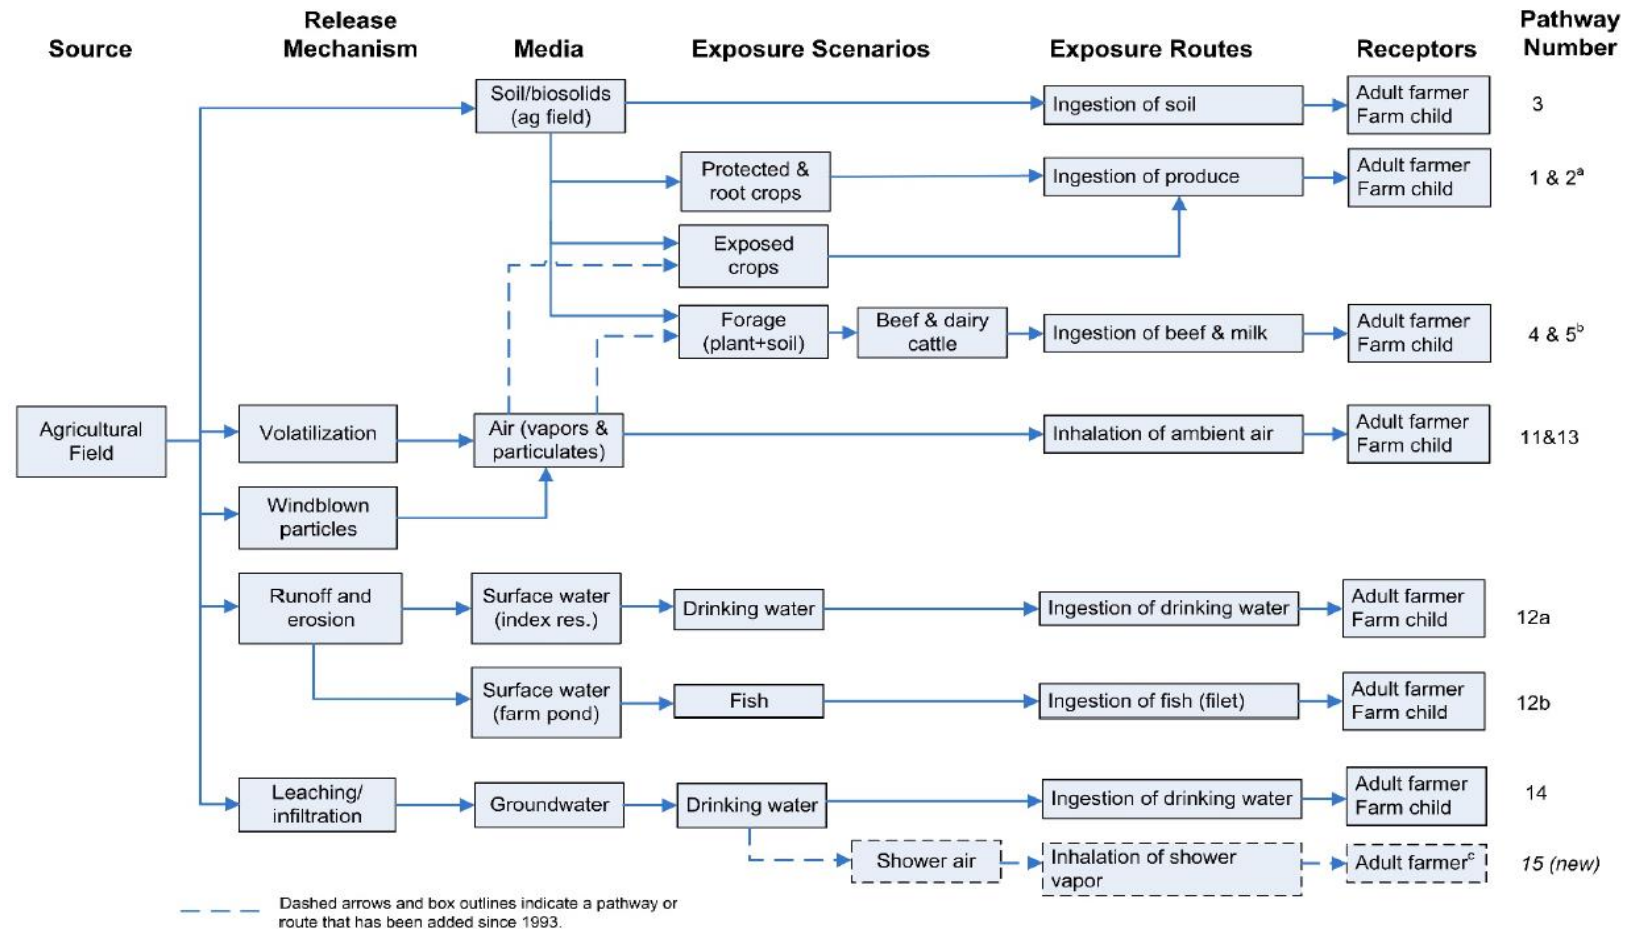 Source
Release
Mechanism
Media
Exposure Scenarios
Exposure Routes
Receptors
Pathway
Number
Soil/biosolids
(ag field)
Ingestion of soil
Adult farmer
Farm child
3
Protected &
root crops
Ingestion of produce
Adult farmer
Farm child
1 & 2a
Exposed
crops
Forage
(plant+soil)
Beef & dairy
cattle
Ingestion of beef & milk
Adult farmer
Farm child
4 & 5b
Agricultural
Field
Volatilization
Air (vapors &
particulates)
Inhalation of ambient air
Adult farmer
Farm child
11&13
Windblown
particles
Runoff and
erosion
Surface water
(index res.)
Drinking water
Ingestion of drinking water
Adult farmer
Farm child
12a
Surface water
(farm pond)
Fish
Ingestion of fish (filet)
Adult farmer
Farm child
12b
Leaching/
infiltration
Groundwater
Drinking water
Ingestion of drinking water
Adult farmer
Farm child
14
Shower air
Inhalation of shower
vapor
Adult farmerc
15 (new)
Dashed arrows and box outlines indicate a pathway or
route that has been added since 1993.